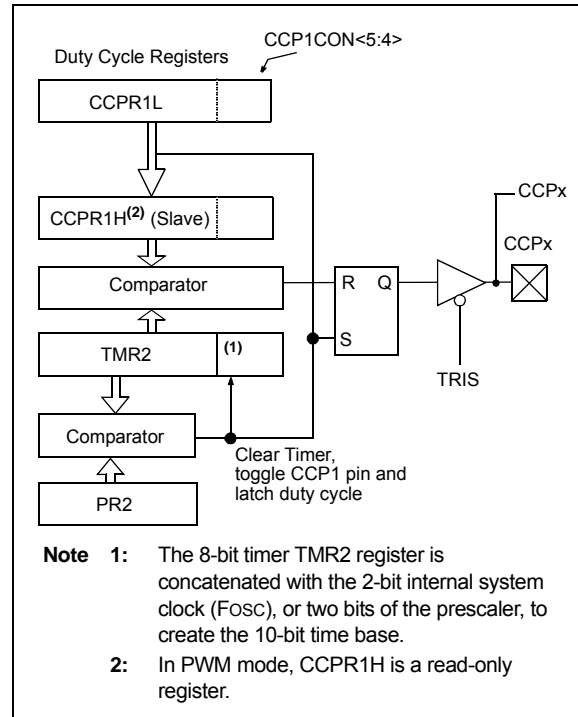 CCP1CON<5:4>
Duty Cycle Registers
CCPR1L
CCPR1H(2) (Slave)
CCPx
CCPx
Comparator
R Q
S
TMR2 (1)
TRIS
Comparator
Clear Timer,
toggle CCP1 pin and
latch duty cycle
PR2
Note 1: The 8-bit timer TMR2 register is
concatenated with the 2-bit internal system
clock (FOSC), or two bits of the prescaler, to
create the 10-bit time base.
2: In PWM mode, CCPR1H is a read-only
register.